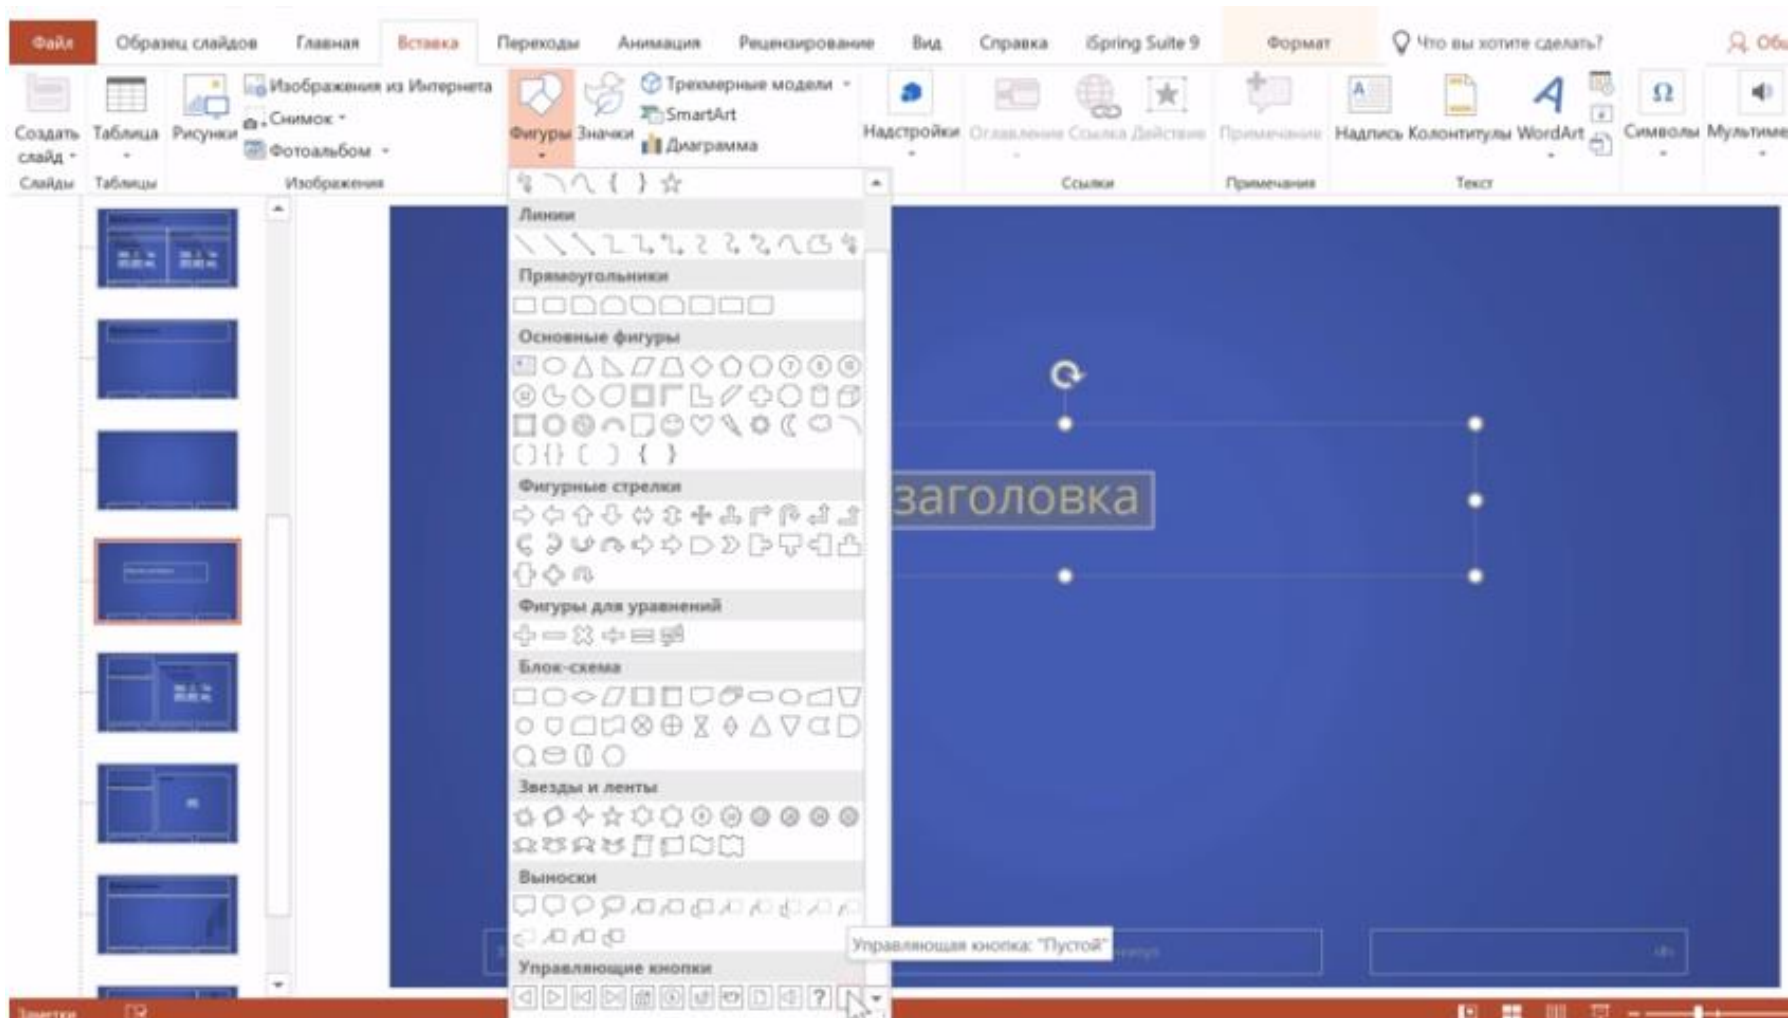 Файл Образец слайдов Главная Вставка Переходы Анимация Рецензирование Вид Справка iSpring Suite 9 Формат Что вы хотите сделать?
Создать слайд
Таблица
Рисунки
Изображения из Интернета
Снимок
Фотоальбом
Фигуры
Значки
Трехмерные модели
SmartArt
Диаграмма
Надстройки
Оглавление
Ссылка
Действие
Примечание
Надпись
Колонтитулы
WordArt
Символы
Слайды Таблицы Изображения Ссылки Примечания Текст
Линии
Прямоугольники
Основные фигуры
Фигурные стрелки
Фигуры для уравнений
Блок-схема
Звезды и ленты
Выноски
Управляющие кнопки
заголовка
Управляющая кнопка: "Пустой"
Заметки